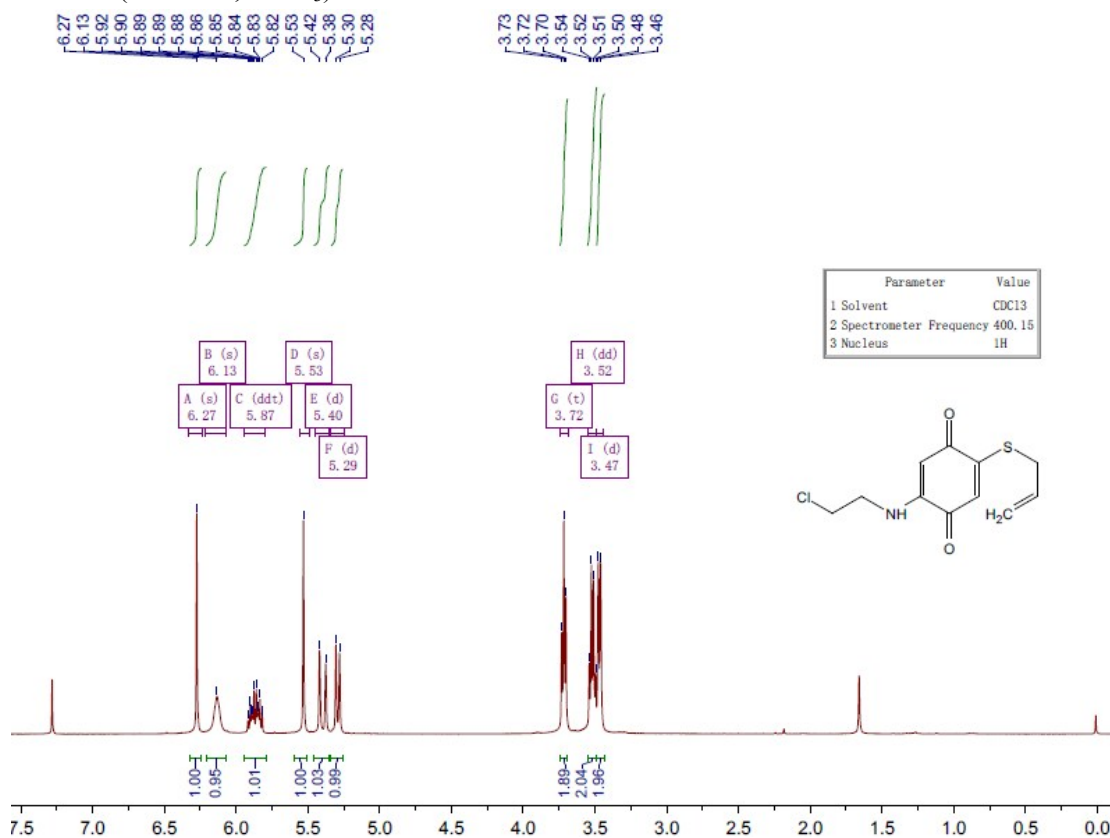 6.27
6.13
5.92
5.90
5.89
5.89
5.88
5.86
5.85
5.84
5.83
5.82
5.53
5.42
5.38
5.30
5.28
3.73
3.72
3.70
3.54
3.52
3.51
3.50
3.48
3.46
Parameter Value
1 Solvent CDCl3
2 Spectrometer Frequency 400.15
3 Nucleus 1H
B (s)
6.13
D (s)
5.53
H (dd)
3.52
A (s)
6.27
C (ddt)
5.87
E (d)
5.40
G (t)
3.72
F (d)
5.29
I (d)
3.47
O
S
Cl
NH
H2C
O
1.00
0.95
1.01
1.00
1.03
0.99
1.89
2.04
1.96
7.5 7.0 6.5 6.0 5.5 5.0 4.5 4.0 3.5 3.0 2.5 2.0 1.5 1.0 0.5 0.0